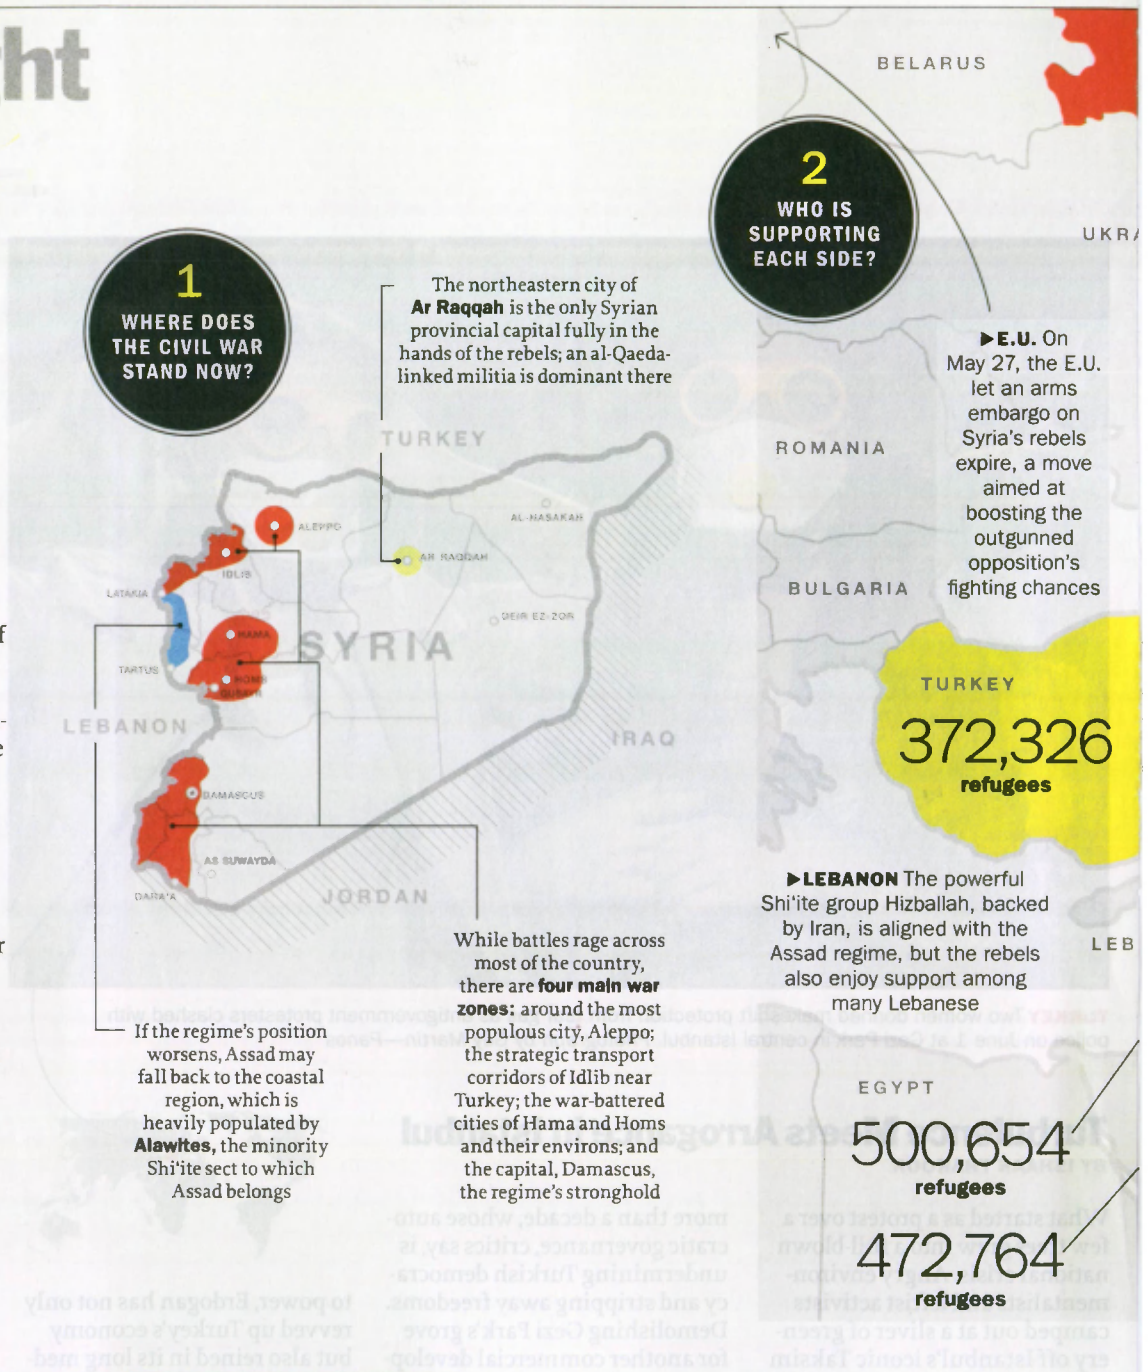 ht
1
WHERE DOES
THE CIVIL WAR
STAND NOW?
The northeastern city of
Ar Raqqah is the only Syrian
provincial capital fully in the
hands of the rebels; an al-Qaeda-
linked militia is dominant there
TURKEY
ALEPPO
AL-HASAKAH
AR RAQQAH
IDLIB
LATAKIA
DEIR EZ-ZOR
HAMA
SYRIA
TARTUS
HOMS
QUSAYR
LEBANON
IRAQ
DAMASCUS
AS SUWAYDA
DARA'A
JORDAN
If the regime's position
worsens, Assad may
fall back to the coastal
region, which is
heavily populated by
Alawites, the minority
Shi'ite sect to which
Assad belongs
While battles rage across
most of the country,
there are four main war
zones: around the most
populous city, Aleppo;
the strategic transport
corridors of Idlib near
Turkey; the war-battered
cities of Hama and Homs
and their environs; and
the capital, Damascus,
the regime's stronghold
2
WHO IS
SUPPORTING
EACH SIDE?
BELARUS
UKRA
▶E.U. On
May 27, the E.U.
let an arms
embargo on
Syria's rebels
expire, a move
aimed at
boosting the
outgunned
opposition's
fighting chances
ROMANIA
BULGARIA
TURKEY
372,326
refugees
▶LEBANON The powerful
Shi'ite group Hizballah, backed
by Iran, is aligned with the
Assad regime, but the rebels
also enjoy support among
many Lebanese
LEB
EGYPT
500,654
refugees
472,764
refugees